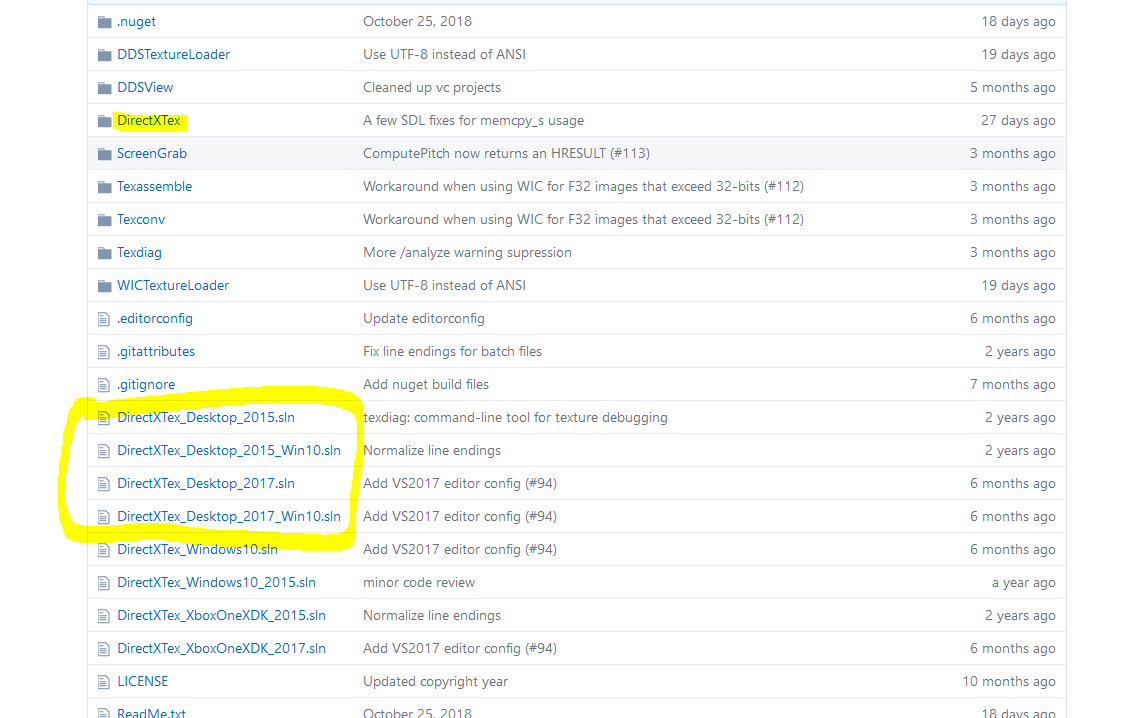 .nuget October 25, 2018 18 days ago
DDSTextureLoader Use UTF-8 instead of ANSI 19 days ago
DDSView Cleaned up vc projects 5 months ago
DirectXTex A few SDL fixes for memcpy_s usage 27 days ago
ScreenGrab ComputePitch now returns an HRESULT (#113) 3 months ago
Texassemble Workaround when using WIC for F32 images that exceed 32-bits (#112) 3 months ago
Texconv Workaround when using WIC for F32 images that exceed 32-bits (#112) 3 months ago
Texdiag More /analyze warning supression 3 months ago
WICTextureLoader Use UTF-8 instead of ANSI 19 days ago
.editorconfig Update editorconfig 6 months ago
.gitattributes Fix line endings for batch files 2 years ago
.gitignore Add nuget build files 7 months ago
DirectXTex_Desktop_2015.sln texdiag: command-line tool for texture debugging 2 years ago
DirectXTex_Desktop_2015_Win10.sln Normalize line endings 2 years ago
DirectXTex_Desktop_2017.sln Add VS2017 editor config (#94) 6 months ago
DirectXTex_Desktop_2017_Win10.sln Add VS2017 editor config (#94) 6 months ago
DirectXTex_Windows10.sln Add VS2017 editor config (#94) 6 months ago
DirectXTex_Windows10_2015.sln minor code review a year ago
DirectXTex_XboxOneXDK_2015.sln Normalize line endings 2 years ago
DirectXTex_XboxOneXDK_2017.sln Add VS2017 editor config (#94) 6 months ago
LICENSE Updated copyright year 10 months ago
ReadMe.txt October 25, 2018 18 days ago